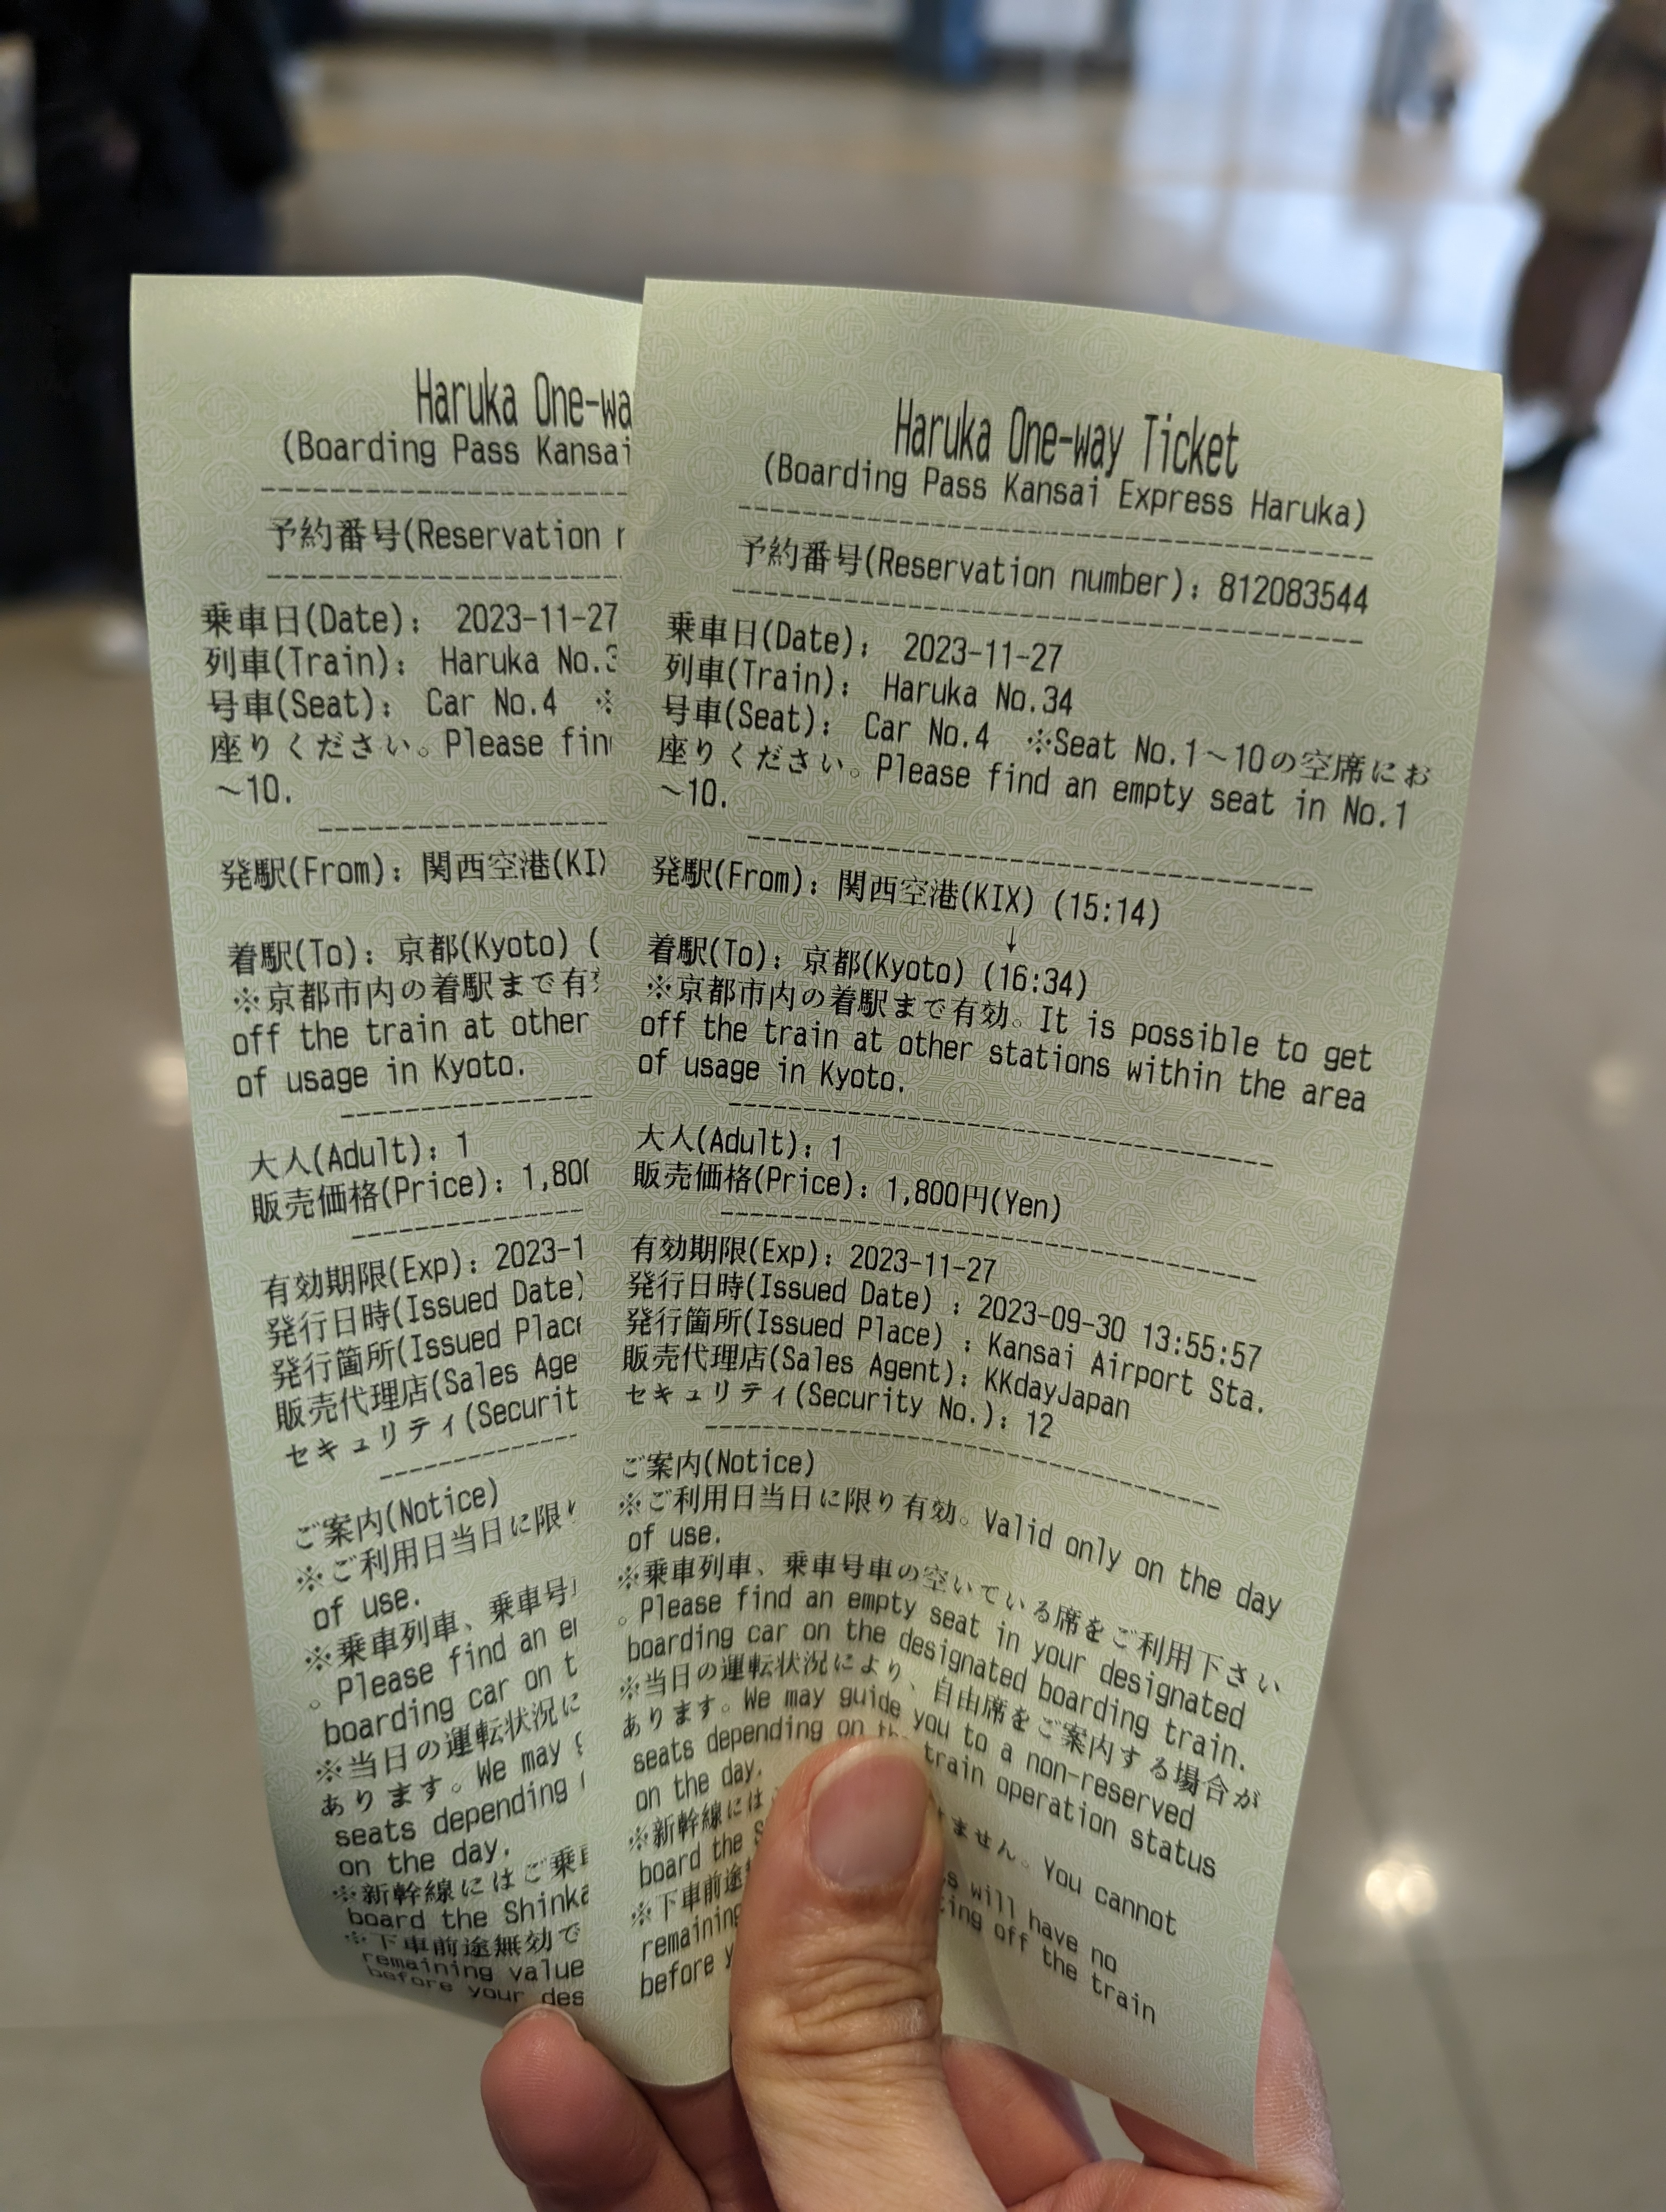 Haruka One-wa
(Boarding Pass Kansai
予約番号(Reservation
乗車日(Date): 2023-11-27
列車(Train): Haruka No.3
号車(Seat): Car No.4 ※
座りください。Please fin
～10.
発駅(From): 関西空港(KIX
着駅(To): 京都(Kyoto) (
※京都市内の着駅まで有
off the train at other
of usage in Kyoto.
大人(Adult): 1
販売価格(Price): 1,800
有効期限(Exp): 2023-1
発行日時(Issued Date)
発行箇所(Issued Place
販売代理店(Sales Age
セキュリティ(Securit
ご案内(Notice)
※ご利用日当日に限り
of use.
※乗車列車、乗車号
。Please find an e
boarding car on t
※当日の運転状況に
あります。We may g
seats depending
on the day.
※新幹線にはご乗
board the Shinka
※下車前途無効で
remaining value
before your des
Haruka One-way Ticket
(Boarding Pass Kansai Express Haruka)
予約番号(Reservation number): 812083544
乗車日(Date): 2023-11-27
列車(Train): Haruka No.34
号車(Seat): Car No.4 ※Seat No.1～10の空席にお
座りください。Please find an empty seat in No.1
～10.
発駅(From): 関西空港(KIX) (15:14)
↓
着駅(To): 京都(Kyoto) (16:34)
※京都市内の着駅まで有効。It is possible to get
off the train at other stations within the area
of usage in Kyoto.
大人(Adult): 1
販売価格(Price): 1,800円(Yen)
有効期限(Exp): 2023-11-27
発行日時(Issued Date) : 2023-09-30 13:55:57
発行箇所(Issued Place) : Kansai Airport Sta.
販売代理店(Sales Agent): KKdayJapan
セキュリティ(Security No.): 12
ご案内(Notice)
※ご利用日当日に限り有効。Valid only on the day
of use.
※乗車列車、乗車号車の空いている席をご利用下さい
。Please find an empty seat in your designated
boarding car on the designated boarding train.
※当日の運転状況により、自由席をご案内する場合が
あります。We may guide you to a non-reserved
seats depending on the train operation status
on the day.
※新幹線には ません。You cannot
board the S
※下車前途 will have no
remaining ting off the train
before y